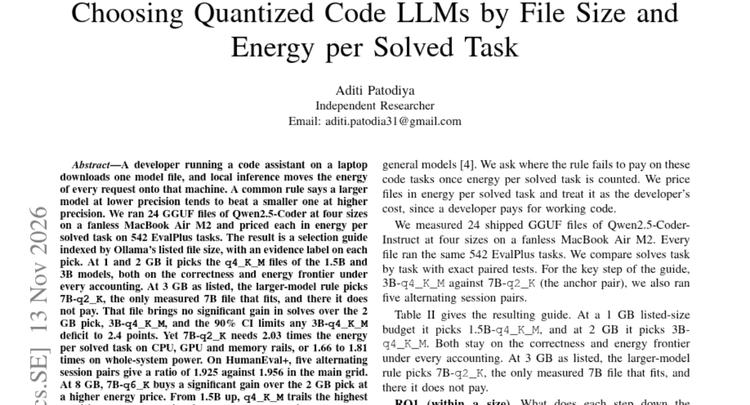 Choosing Quantized Code LLMs by File Size and
Energy per Solved Task
Aditi Patodiya
Independent Researcher
Email: aditi.patodia31@gmail.com
cs.SE] 13 Nov 2026
Abstract—A developer running a code assistant on a laptop
downloads one model file, and local inference moves the energy
of every request onto that machine. A common rule says a larger
model at lower precision tends to beat a smaller one at higher
precision. We ran 24 GGUF files of Qwen2.5-Coder at four sizes
on a fanless MacBook Air M2 and priced each in energy per
solved task on 542 EvalPlus tasks. The result is a selection guide
indexed by Ollama's listed file size, with an evidence label on each
pick. At 1 and 2 GB it picks the q4_K_M files of the 1.5B and
3B models, both on the correctness and energy frontier under
every accounting. At 3 GB as listed, the larger-model rule picks
7B-q2_K, the only measured 7B file that fits, and there it does
not pay. That file brings no significant gain in solves over the 2
GB pick, 3B-q4_K_M, and the 90% CI limits any 3B-q4_K_M
deficit to 2.4 points. Yet 7B-q2_K needs 2.03 times the energy
per solved task on CPU, GPU and memory rails, or 1.66 to 1.81
times on whole-system power. On HumanEval+, five alternating
session pairs give a ratio of 1.925 against 1.956 in the main grid.
At 8 GB, 7B-q6_K buys a significant gain over the 2 GB pick at
a higher energy price. From 1.5B up, q4_K_M trails the highest
general models [4]. We ask where the rule fails to pay on these
code tasks once energy per solved task is counted. We price
files in energy per solved task and treat it as the developer's
cost, since a developer pays for working code.
We measured 24 shipped GGUF files of Qwen2.5-Coder-
Instruct at four sizes on a fanless MacBook Air M2. Every
file ran the same 542 EvalPlus tasks. We compare solves task
by task with exact paired tests. For the key step of the guide,
3B-q4_K_M against 7B-q2_K (the anchor pair), we also ran
five alternating session pairs.
Table II gives the resulting guide. At a 1 GB listed-size
budget it picks 1.5B-q4_K_M, and at 2 GB it picks 3B-
q4_K_M. Both stay on the correctness and energy frontier
under every accounting. At 3 GB as listed, the larger-model
rule picks 7B-q2_K, the only measured 7B file that fits, and
there it does not pay.
RQ1 (within a size). What does each step down the